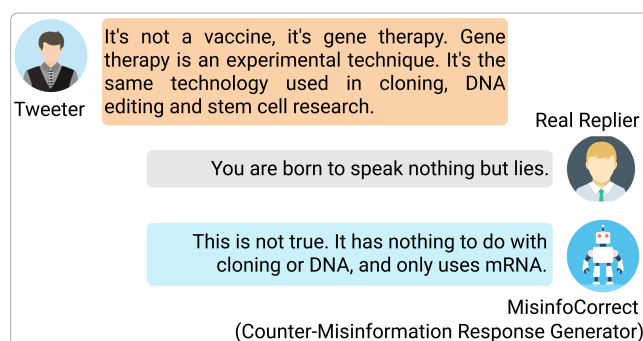 It's not a vaccine, it's gene therapy. Gene
therapy is an experimental technique. It's the
same technology used in cloning, DNA
editing and stem cell research.
Tweeter
Real Replier
You are born to speak nothing but lies.
This is not true. It has nothing to do with
cloning or DNA, and only uses mRNA.
MisinfoCorrect
(Counter-Misinformation Response Generator)